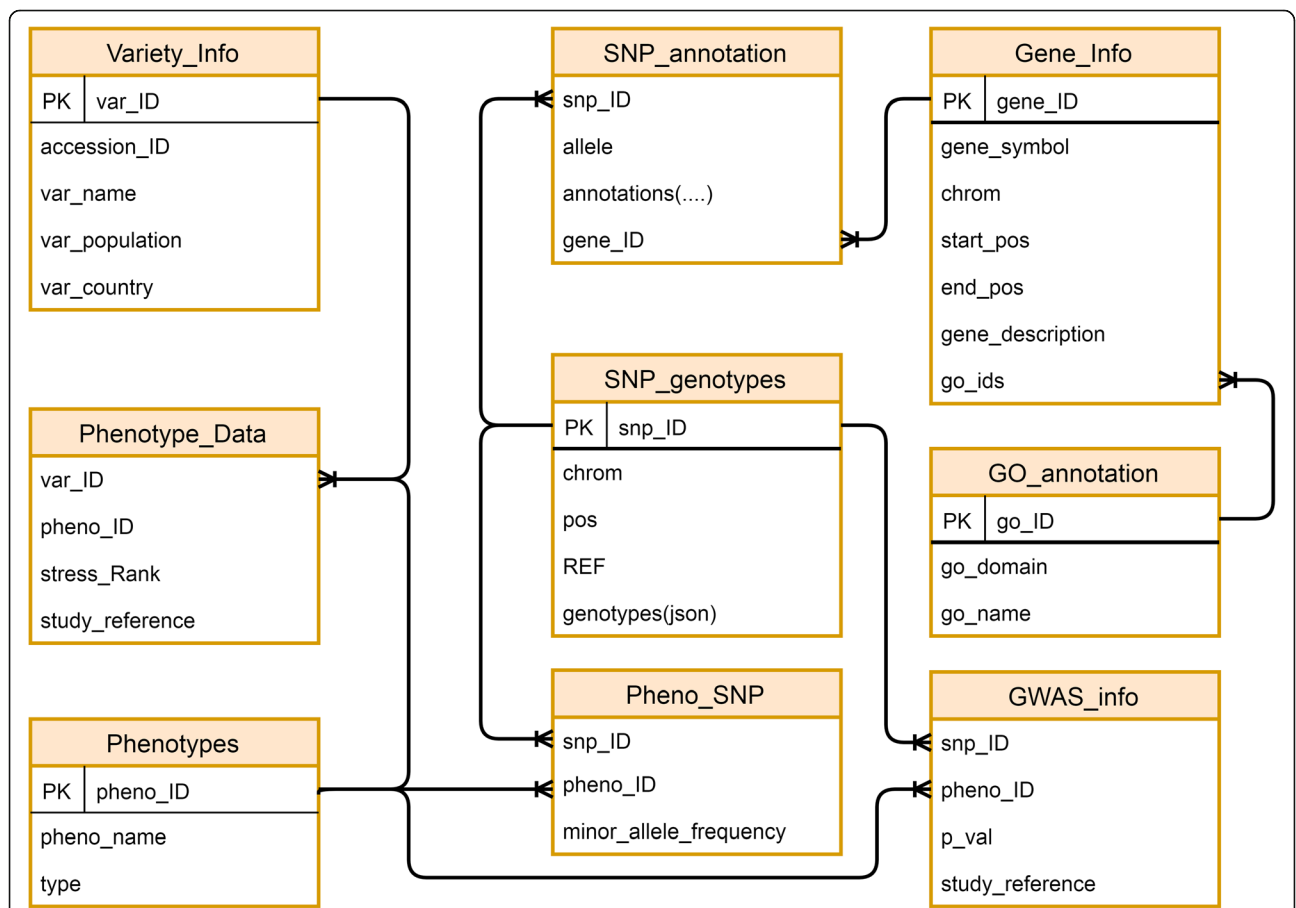 Variety_Info
PK var_ID
accession_ID
var_name
var_population
var_country
Phenotype_Data
var_ID
pheno_ID
stress_Rank
study_reference
Phenotypes
PK pheno_ID
pheno_name
type
SNP_annotation
snp_ID
allele
annotations(....)
gene_ID
SNP_genotypes
PK snp_ID
chrom
pos
REF
genotypes(json)
Pheno_SNP
snp_ID
pheno_ID
minor_allele_frequency
Gene_Info
PK gene_ID
gene_symbol
chrom
start_pos
end_pos
gene_description
go_ids
GO_annotation
PK go_ID
go_domain
go_name
GWAS_info
snp_ID
pheno_ID
p_val
study_reference